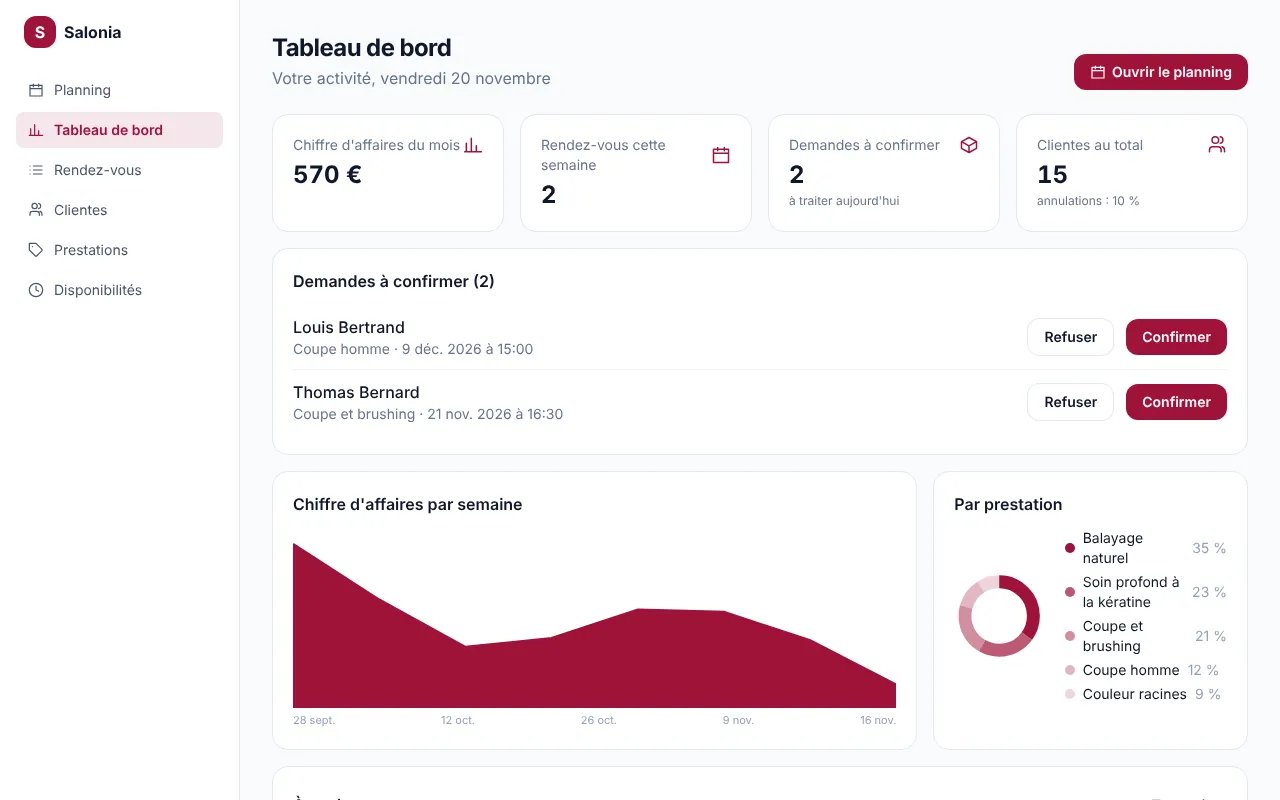 S Salonia
Planning
Tableau de bord
Rendez-vous
Clientes
Prestations
Disponibilités
Tableau de bord
Votre activité, vendredi 20 novembre
Ouvrir le planning
Chiffre d'affaires du mois
570 €
Rendez-vous cette
semaine
2
Demandes à confirmer
2
à traiter aujourd'hui
Clientes au total
15
annulations : 10 %
Demandes à confirmer (2)
Louis Bertrand
Coupe homme · 9 déc. 2026 à 15:00
Refuser
Confirmer
Thomas Bernard
Coupe et brushing · 21 nov. 2026 à 16:30
Refuser
Confirmer
Chiffre d'affaires par semaine
28 sept.
12 oct.
26 oct.
9 nov.
16 nov.
Par prestation
Balayage
naturel
35 %
Soin profond à
la kératine
23 %
Coupe et
brushing
21 %
Coupe homme 12 %
Couleur racines 9 %